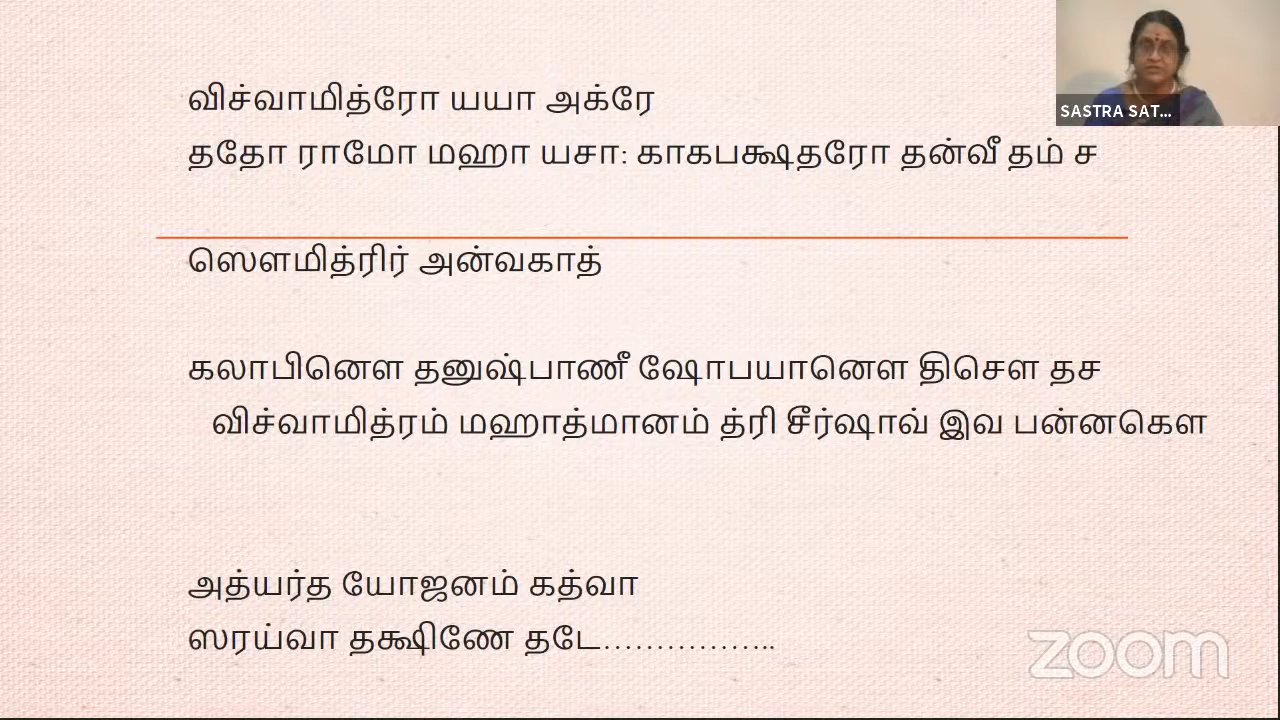 விச்வாமித்ரோ யயா அக்ரே
SASTRA SAT...
ததோ ராமோ மஹா யசா: காகபக்ஷதரோ தன்வீ தம் ச
ஸௌமித்ரிர் அன்வகாத்
கலாபினௌ தனுஷ்பாணீ ஷோபயானௌ திசௌ தச
விச்வாமித்ரம் மஹாத்மானம் த்ரி சீர்ஷாவ் இவ பன்னகௌ
அத்யர்த யோஜனம் கத்வா
ஸரய்வா தக்ஷிணே தடே……………..
zoom